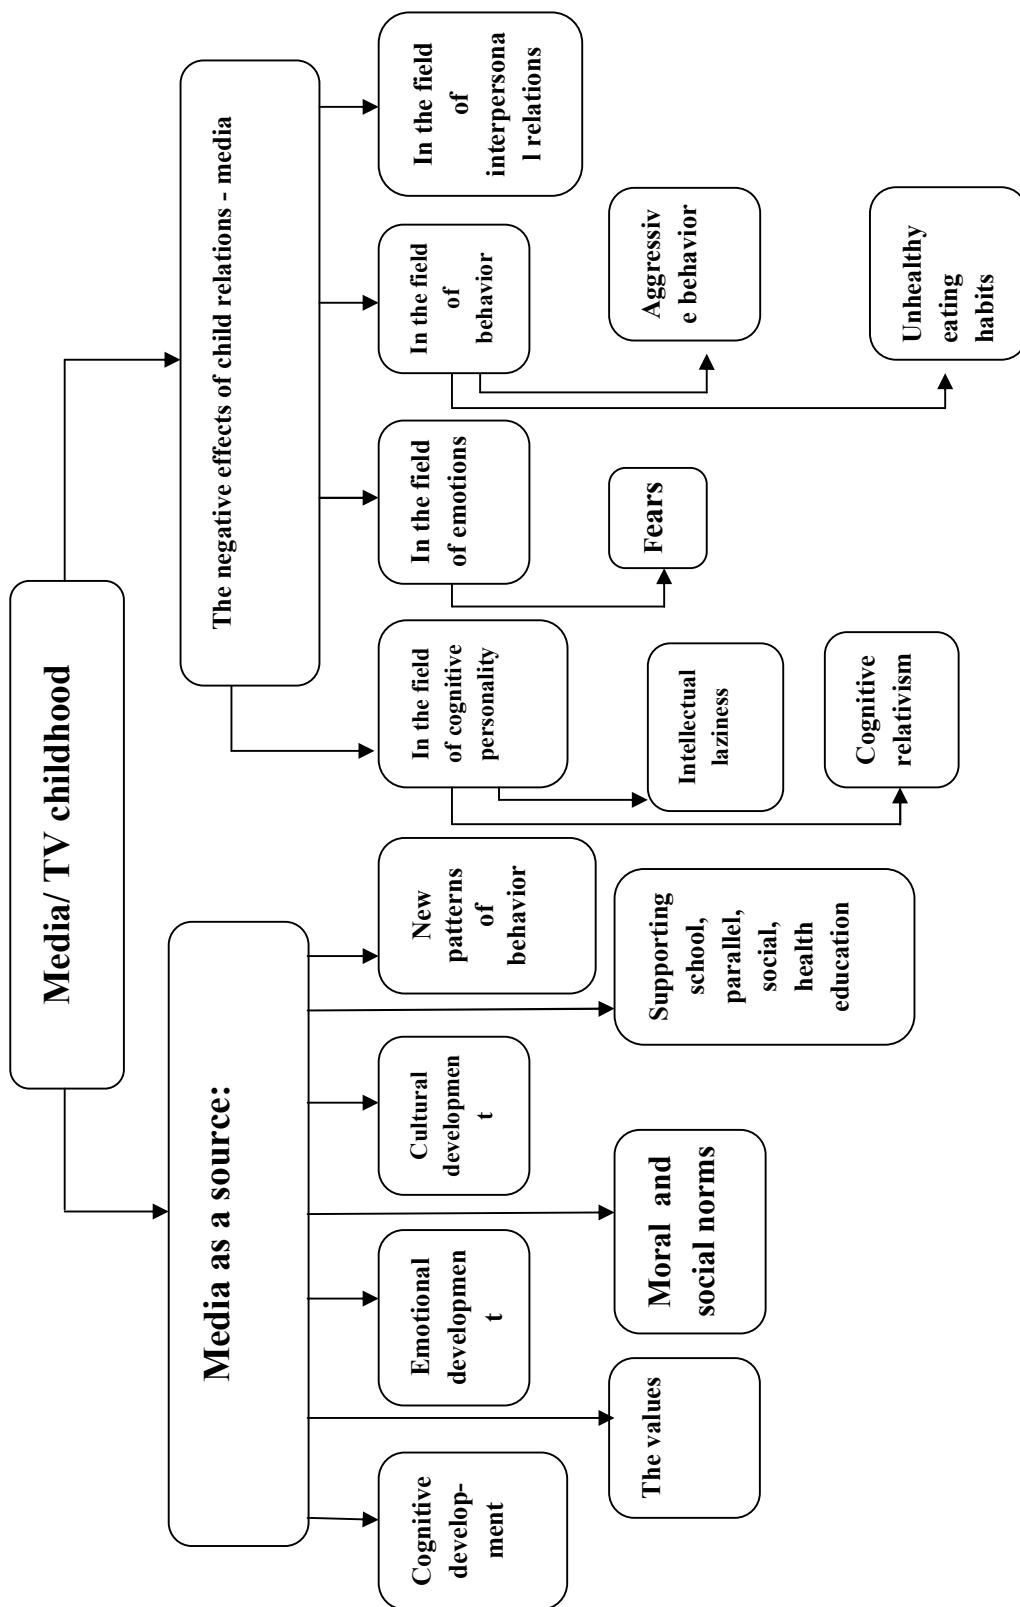 Media/ TV childhood
Media as a source:
The negative effects of child relations - media
Cognitive
develop-
ment
Emotional
developmen
t
Cultural
developmen
t
New
patterns
of
behavior
In the field
of cognitive
personality
In the field
of emotions
In the field
of
behavior
In the field
of
interpersona
l relations
The values
Moral and
social norms
Supporting
school,
parallel,
social,
health
education
Intellectual
laziness
Cognitive
relativism
Fears
Aggressiv
e behavior
Unhealthy
eating
habits